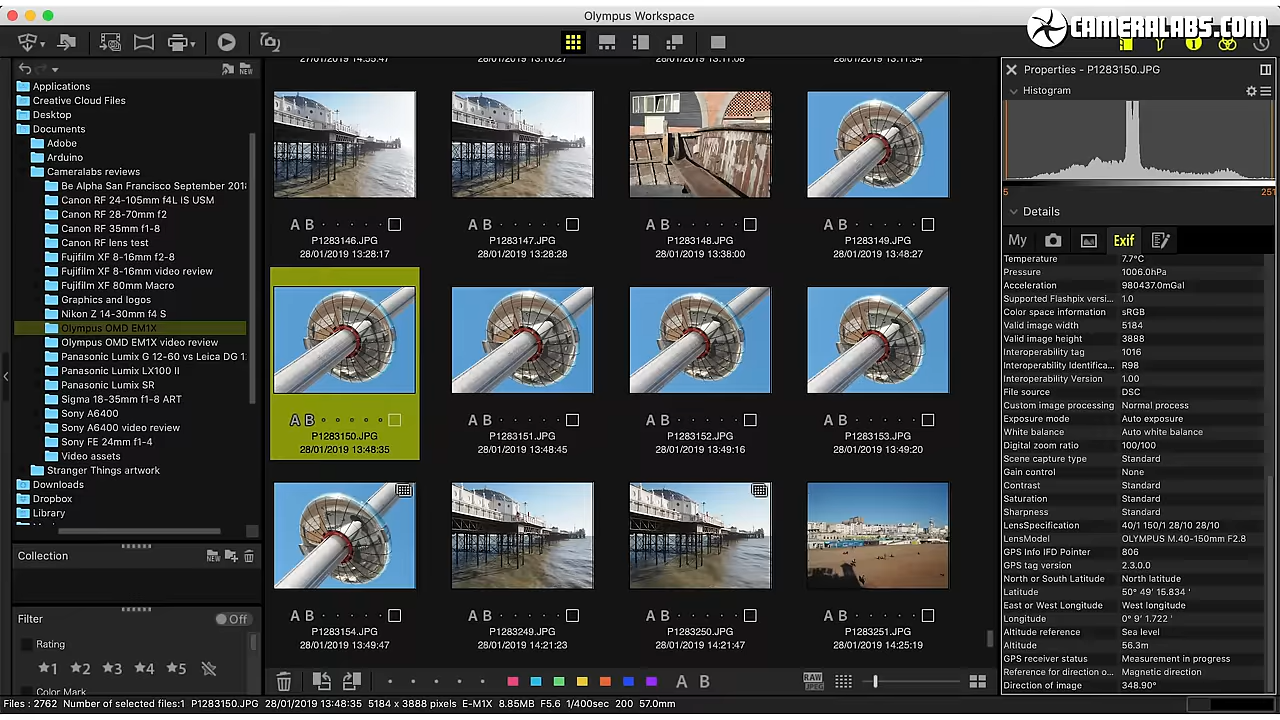 Olympus Workspace
CAMERALABS.COM
NEW
Applications
Creative Cloud Files
Desktop
Documents
Adobe
Arduino
Cameralabs reviews
Be Alpha San Francisco September 2018
Canon RF 24-105mm f4L IS USM
Canon RF 28-70mm f2
Canon RF 35mm f1-8
Canon RF lens test
Fujifilm XF 8-16mm f2-8
Fujifilm XF 8-16mm video review
Fujifilm XF 80mm Macro
Graphics and logos
Nikon Z 14-30mm f4 S
Olympus OMD EM1X
Olympus OMD EM1X video review
Panasonic Lumix G 12-60 vs Leica DG 1
Panasonic Lumix LX100 II
Panasonic Lumix SR
Sigma 18-35mm f1-8 ART
Sony A6400
Sony A6400 video review
Sony FE 24mm f1-4
Video assets
Stranger Things artwork
Downloads
Dropbox
Library
Collection
NEW
Filter
Off
Rating
1 2 3 4 5
Color Mark
27/01/2019 14:55:47
A B A B A B A B
P1283146.JPG P1283147.JPG P1283148.JPG P1283149.JPG
28/01/2019 13:28:17 28/01/2019 13:28:28 28/01/2019 13:38:00 28/01/2019 13:48:27
A B A B A B A B
P1283150.JPG P1283151.JPG P1283152.JPG P1283153.JPG
28/01/2019 13:48:35 28/01/2019 13:48:45 28/01/2019 13:49:16 28/01/2019 13:49:20
A B A B A B A B
P1283154.JPG P1283249.JPG P1283250.JPG P1283251.JPG
28/01/2019 13:49:47 28/01/2019 14:21:23 28/01/2019 14:21:47 28/01/2019 14:25:19
A B
RAW
JPEG
Properties - P1283150.JPG
Histogram
5 251
Details
My Exif
Temperature 7.7°C
Pressure 1006.0hPa
Acceleration 980437.0mGal
Supported Flashpix versi... 1.0
Color space information sRGB
Valid image width 5184
Valid image height 3888
Interoperability tag 1016
Interoperability Identifica... R98
Interoperability Version 1.00
File source DSC
Custom image processing Normal process
Exposure mode Auto exposure
White balance Auto white balance
Digital zoom ratio 100/100
Scene capture type Standard
Gain control None
Contrast Standard
Saturation Standard
Sharpness Standard
LensSpecification 40/1 150/1 28/10 28/10
LensModel OLYMPUS M.40-150mm F2.8
GPS Info IFD Pointer 806
GPS tag version 2.3.0.0
North or South Latitude North latitude
Latitude 50° 49' 15.834 '
East or West Longitude West longitude
Longitude 0° 9' 1.722 '
Altitude reference Sea level
Altitude 56.3m
GPS receiver status Measurement in progress
Reference for direction o... Magnetic direction
Direction of image 348.90°
Files : 2762 Number of selected files:1 P1283150.JPG 28/01/2019 13:48:35 5184 x 3888 pixels E-M1X 8.85MB F5.6 1/400sec 200 57.0mm